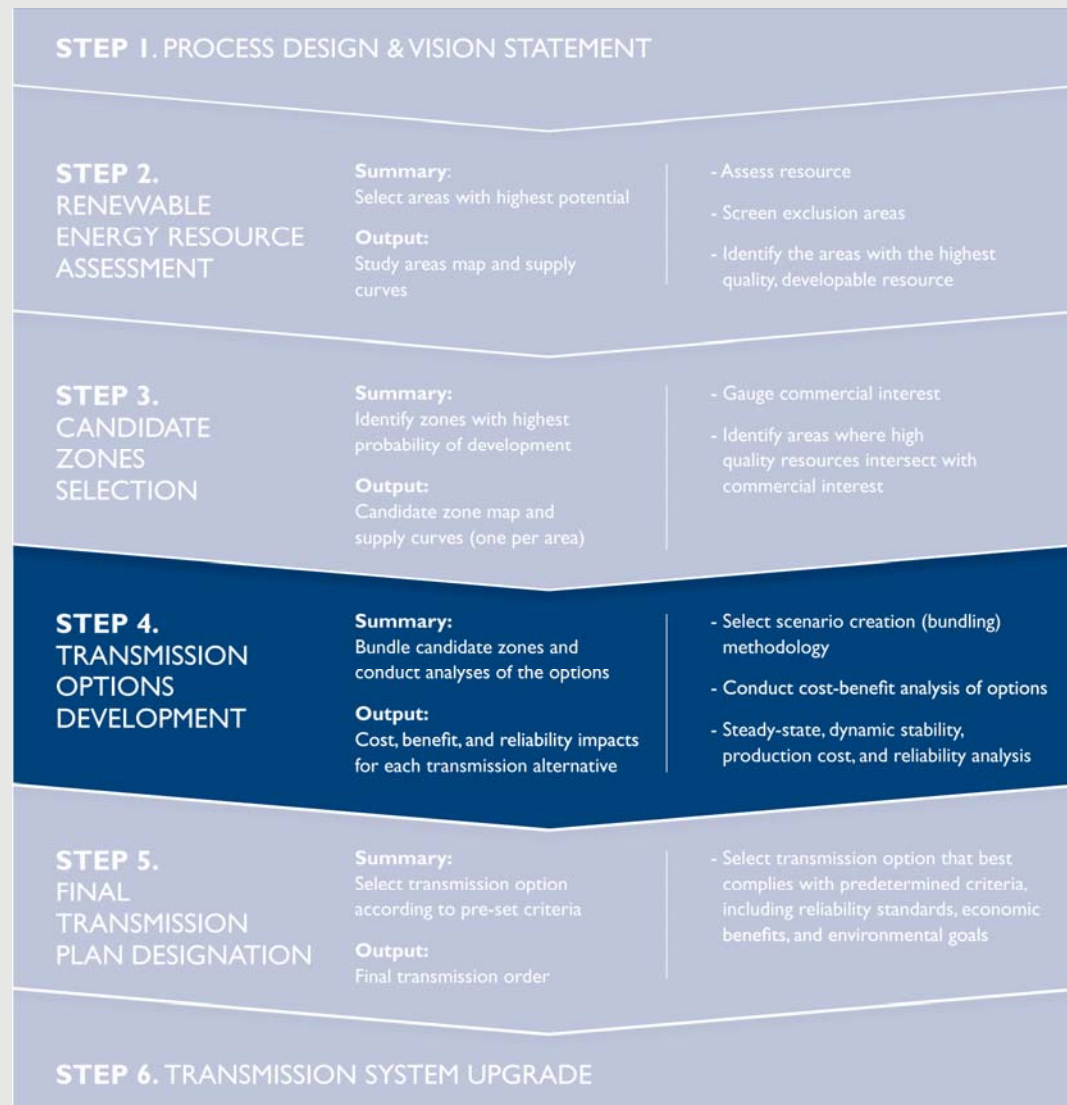 STEP 1. PROCESS DESIGN & VISION STATEMENT
STEP 2.
RENEWABLE
ENERGY RESOURCE
ASSESSMENT
Summary:
Select areas with highest potential
Output:
Study areas map and supply
curves
- Assess resource
- Screen exclusion areas
- Identify the areas with the highest
quality, developable resource
STEP 3.
CANDIDATE
ZONES
SELECTION
Summary:
Identify zones with highest
probability of development
Output:
Candidate zone map and
supply curves (one per area)
- Gauge commercial interest
- Identify areas where high
quality resources intersect with
commercial interest
STEP 4.
TRANSMISSION
OPTIONS
DEVELOPMENT
Summary:
Bundle candidate zones and
conduct analyses of the options
Output:
Cost, benefit, and reliability impacts
for each transmission alternative
- Select scenario creation (bundling)
methodology
- Conduct cost-benefit analysis of options
- Steady-state, dynamic stability,
production cost, and reliability analysis
STEP 5.
FINAL
TRANSMISSION
PLAN DESIGNATION
Summary:
Select transmission option
according to pre-set criteria
Output:
Final transmission order
- Select transmission option that best
complies with predetermined criteria,
including reliability standards, economic
benefits, and environmental goals
STEP 6. TRANSMISSION SYSTEM UPGRADE